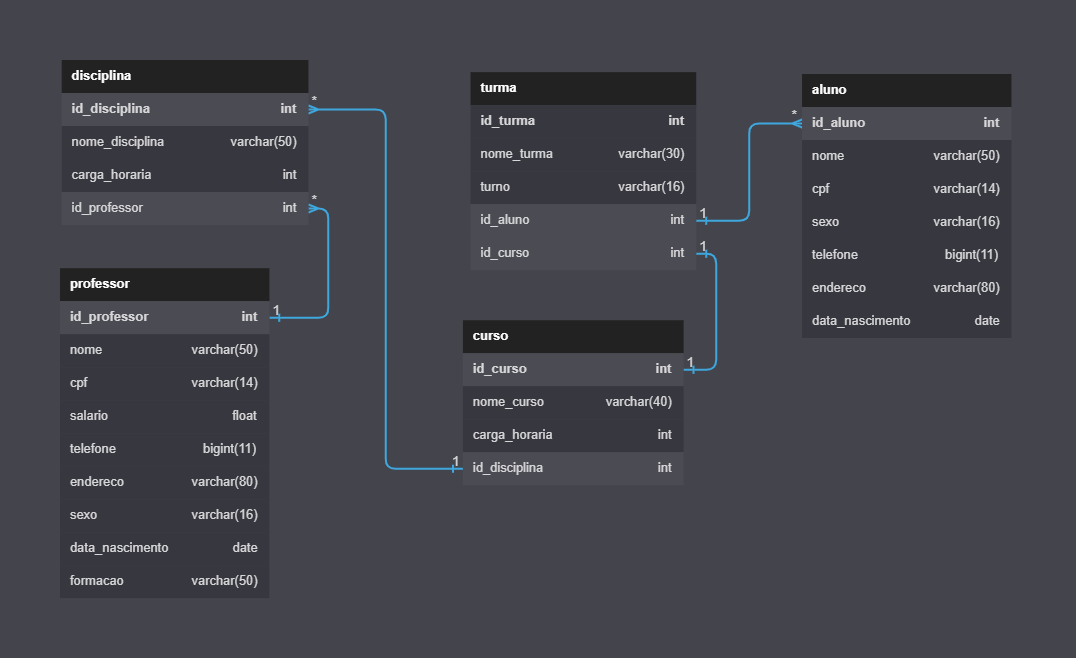 disciplina
id_disciplina int
nome_disciplina varchar(50)
carga_horaria int
id_professor int
professor
id_professor int
nome varchar(50)
cpf varchar(14)
salario float
telefone bigint(11)
endereco varchar(80)
sexo varchar(16)
data_nascimento date
formacao varchar(50)
turma
id_turma int
nome_turma varchar(30)
turno varchar(16)
id_aluno int
id_curso int
curso
id_curso int
nome_curso varchar(40)
carga_horaria int
id_disciplina int
aluno
id_aluno int
nome varchar(50)
cpf varchar(14)
sexo varchar(16)
telefone bigint(11)
endereco varchar(80)
data_nascimento date
*
*
1
1
1
1
1
*